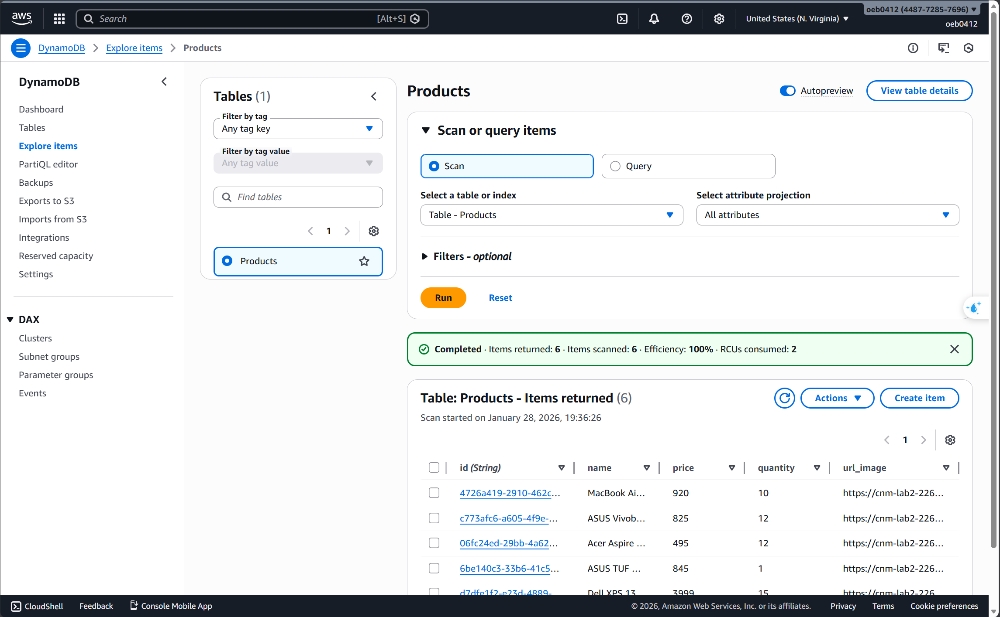 aws
Search
[Alt+S]
United States (N. Virginia)
oeb0412 (4487-7285-7696)
oeb0412
DynamoDB
Explore items
Products
DynamoDB
Dashboard
Tables
Explore items
PartiQL editor
Backups
Exports to S3
Imports from S3
Integrations
Reserved capacity
Settings
DAX
Clusters
Subnet groups
Parameter groups
Events
Tables (1)
Filter by tag
Any tag key
Filter by tag value
Any tag value
Find tables
1
Products
Products
Autopreview
View table details
Scan or query items
Scan
Query
Select a table or index
Select attribute projection
Table - Products
All attributes
Filters - optional
Run
Reset
Completed · Items returned: 6 · Items scanned: 6 · Efficiency: 100% · RCUs consumed: 2
Table: Products - Items returned (6)
Actions
Create item
Scan started on January 28, 2026, 19:36:26
1
id (String) name price quantity url_image
4726a419-2910-462c... MacBook Ai... 920 10 https://cnm-lab2-226...
c773afc6-a605-4f9e-... ASUS Vivob... 825 12 https://cnm-lab2-226...
06fc24ed-29bb-4a62... Acer Aspire ... 495 12 https://cnm-lab2-226...
6be140c3-33b6-41c5... ASUS TUF ... 845 1 https://cnm-lab2-226...
d7dfe1f2-e23d-4889- Dell XPS 13 3999 15 https://cnm-lab2-226
CloudShell
Feedback
Console Mobile App
© 2026, Amazon Web Services, Inc. or its affiliates.
Privacy
Terms
Cookie preferences